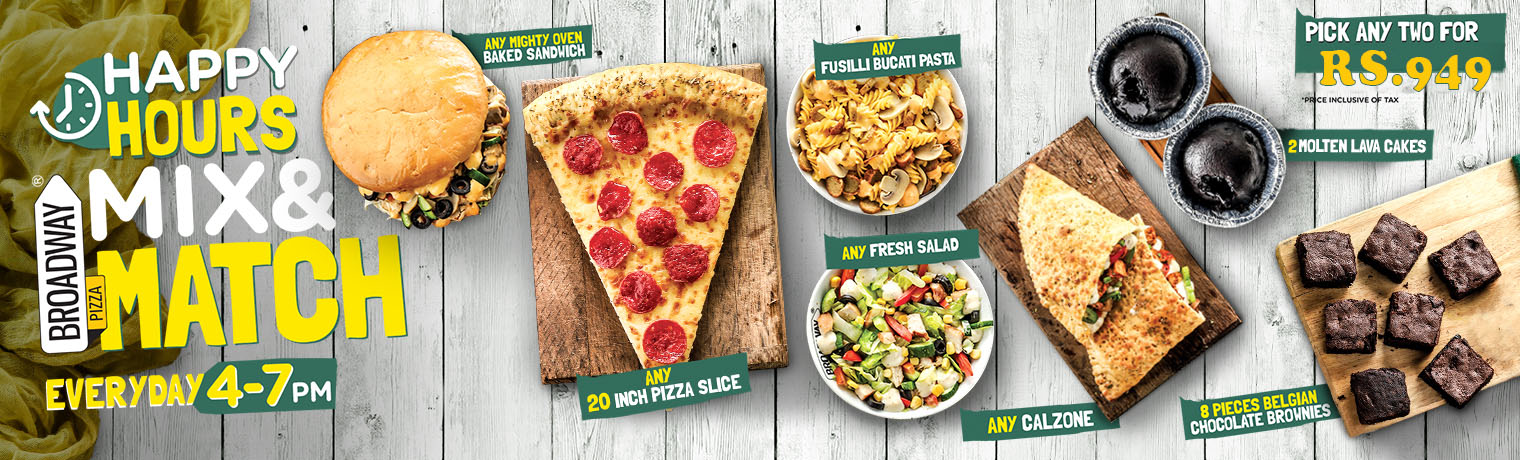 HAPPY
HOURS
MIX&
MATCH
BROADWAY
PIZZA
®
EVERYDAY 4-7PM
ANY MIGHTY OVEN
BAKED SANDWICH
ANY
20 INCH PIZZA SLICE
ANY
FUSILLI BUCATI PASTA
ANY FRESH SALAD
ANY CALZONE
2 MOLTEN LAVA CAKES
8 PIECES BELGIAN
CHOCOLATE BROWNIES
PICK ANY TWO FOR
RS.949
*PRICE INCLUSIVE OF TAX